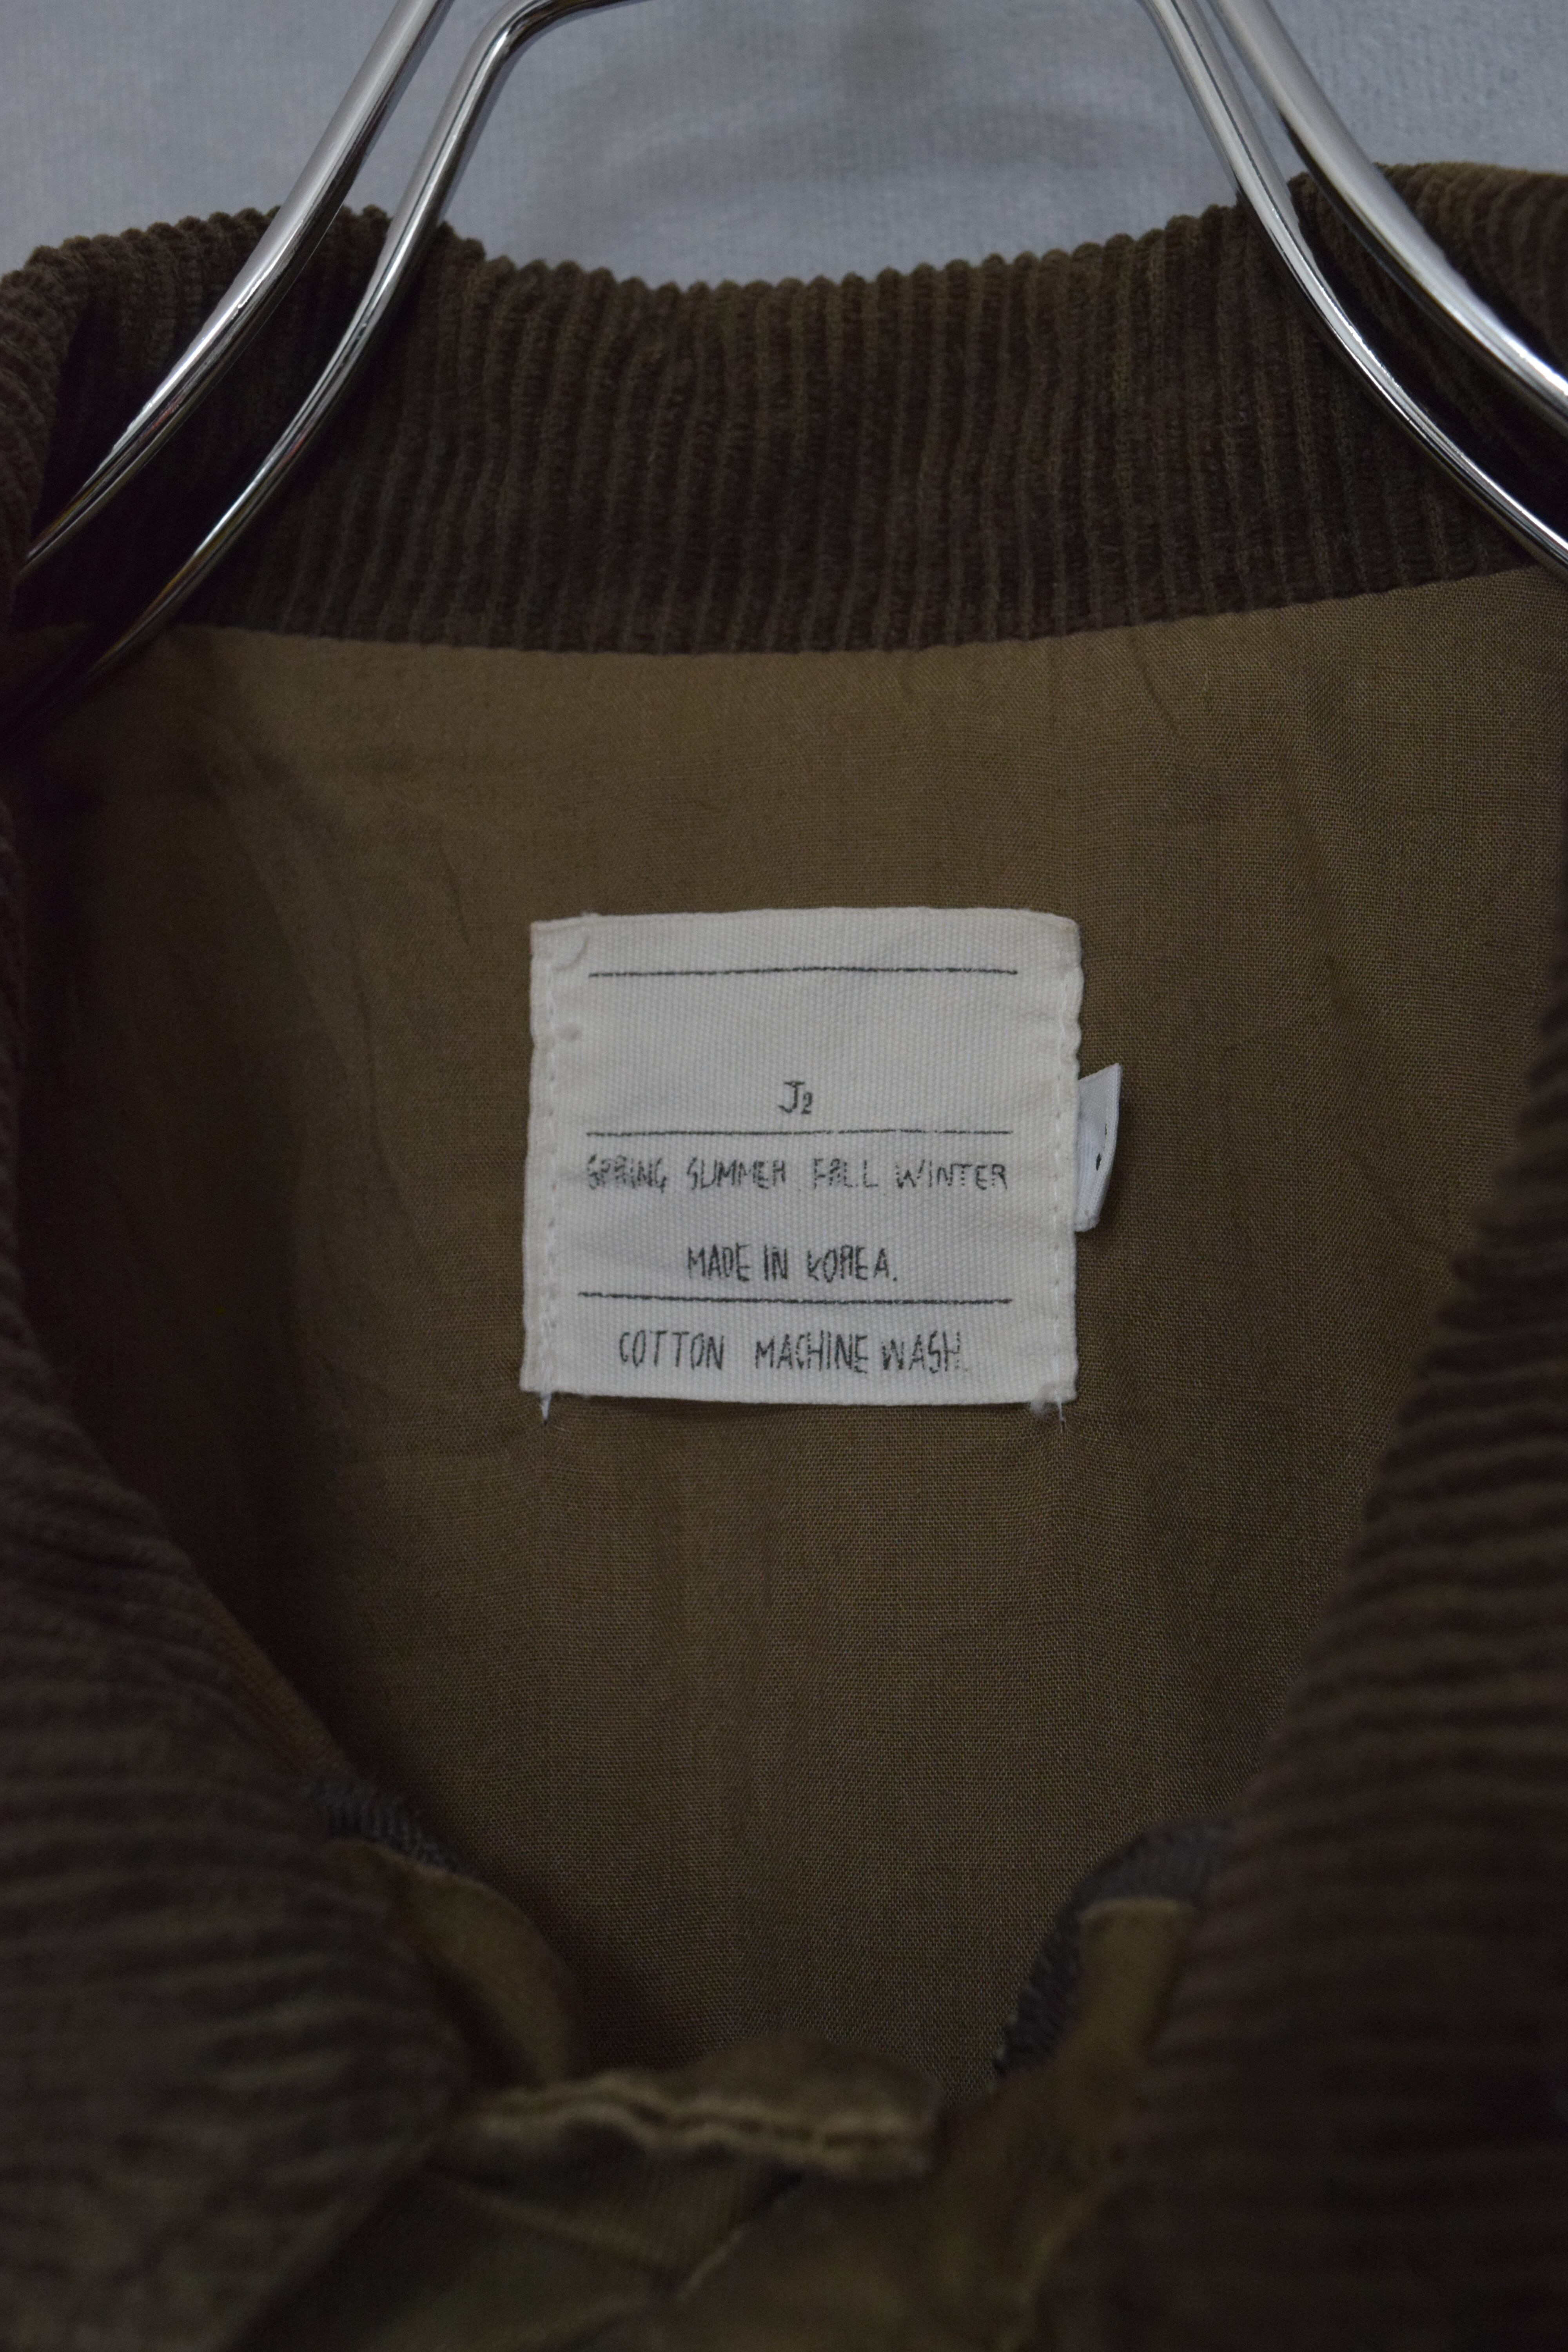 J2
SPRING SUMMER FALL WINTER
MADE IN KOREA.
COTTON MACHINE WASH.